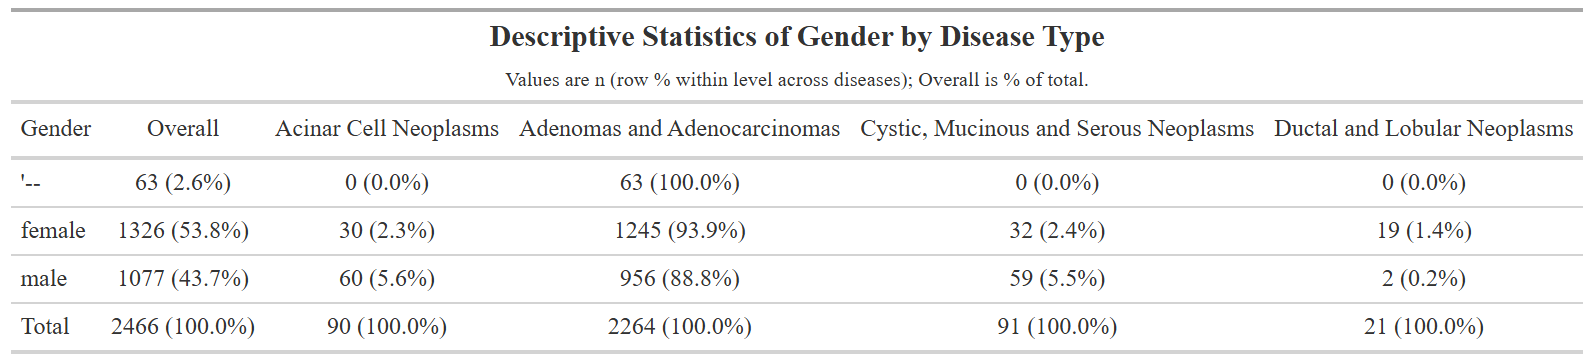 Descriptive Statistics of Gender by Disease Type
Values are n (row % within level across diseases); Overall is % of total.
Gender Overall Acinar Cell Neoplasms Adenomas and Adenocarcinomas Cystic, Mucinous and Serous Neoplasms Ductal and Lobular Neoplasms
'-- 63 (2.6%) 0 (0.0%) 63 (100.0%) 0 (0.0%) 0 (0.0%)
female 1326 (53.8%) 30 (2.3%) 1245 (93.9%) 32 (2.4%) 19 (1.4%)
male 1077 (43.7%) 60 (5.6%) 956 (88.8%) 59 (5.5%) 2 (0.2%)
Total 2466 (100.0%) 90 (100.0%) 2264 (100.0%) 91 (100.0%) 21 (100.0%)